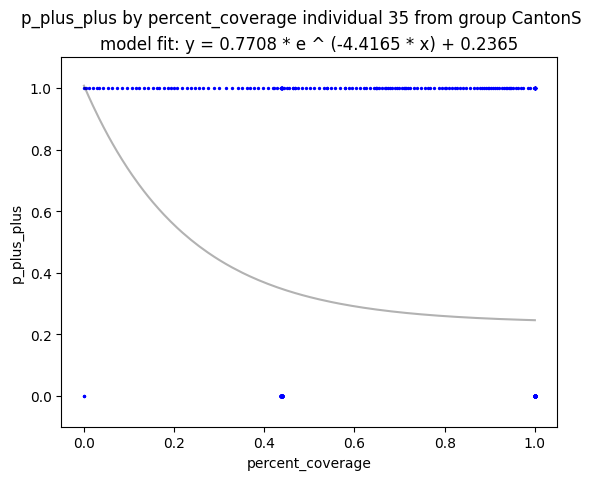 p_plus_plus by percent_coverage individual 35 from group CantonS
model fit: y = 0.7708 * e ^ (-4.4165 * x) + 0.2365
1.0
0.8
0.6
0.4
0.2
0.0
p_plus_plus
0.0 0.2 0.4 0.6 0.8 1.0
percent_coverage